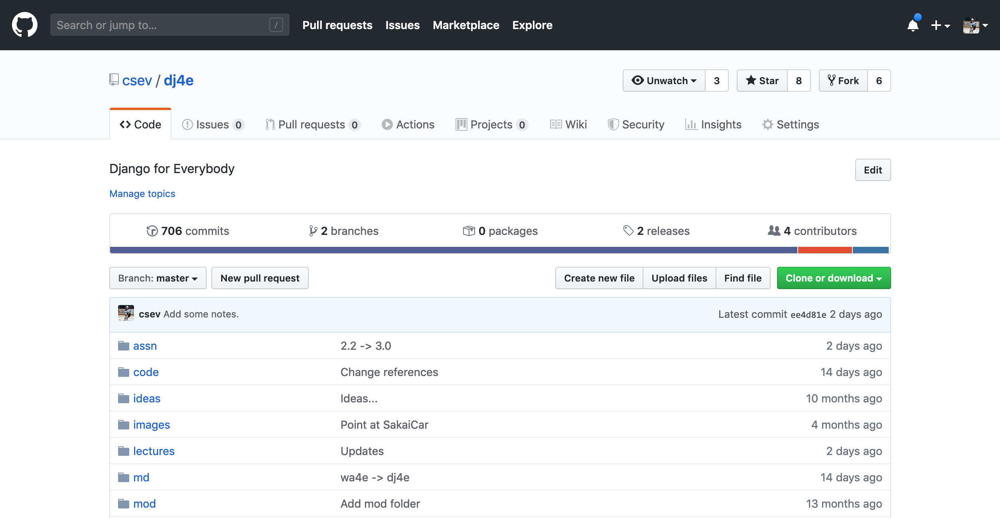 Search or jump to... /
Pull requests Issues Marketplace Explore
csev / dj4e
Unwatch 3 Star 8 Fork 6
Code Issues 0 Pull requests 0 Actions Projects 0 Wiki Security Insights Settings
Django for Everybody
Edit
Manage topics
706 commits 2 branches 0 packages 2 releases 4 contributors
Branch: master New pull request Create new file Upload files Find file Clone or download
csev Add some notes. Latest commit ee4d81e 2 days ago
assn 2.2 -> 3.0 2 days ago
code Change references 14 days ago
ideas Ideas... 10 months ago
images Point at SakaiCar 4 months ago
lectures Updates 2 days ago
md wa4e -> dj4e 14 days ago
mod Add mod folder 13 months ago